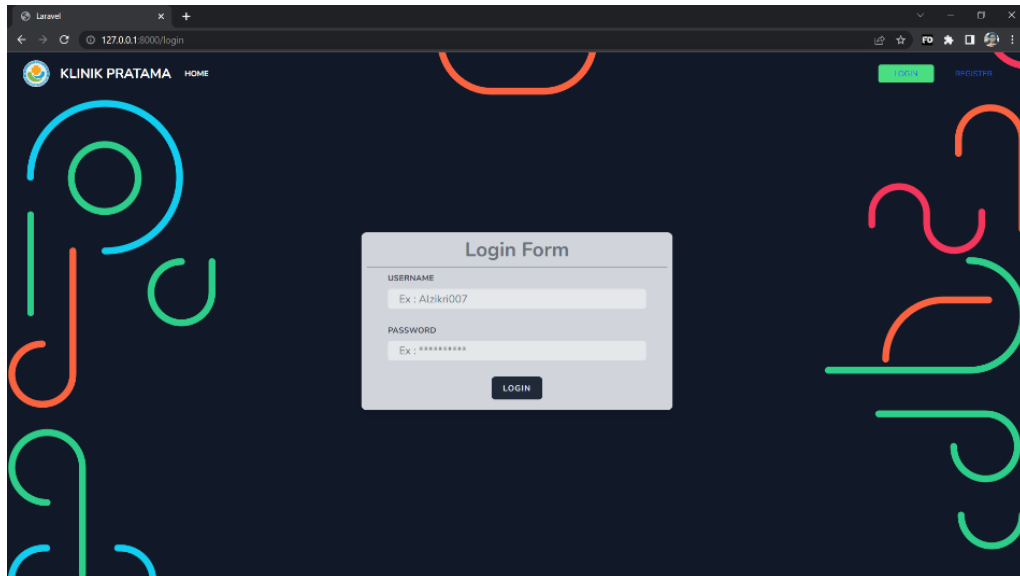 Laravel
127.0.0.1:8000/login
FD
KLINIK PRATAMA HOME LOGIN REGISTER
Login Form
USERNAME
Ex : Alzikri007
PASSWORD
Ex : **********
LOGIN